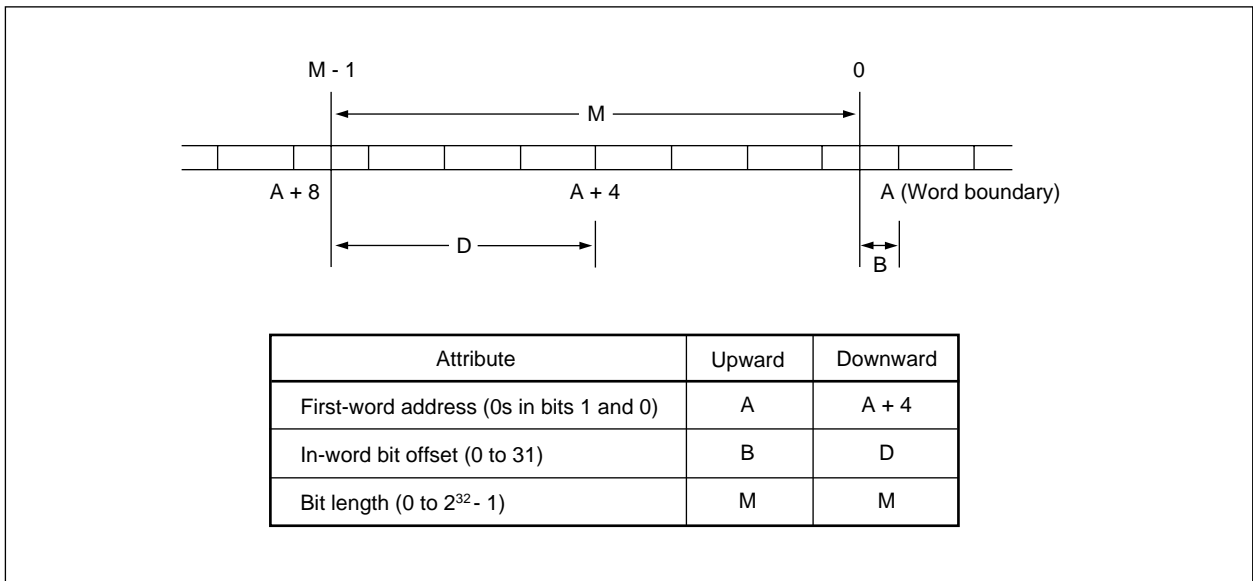 M - 1 0
M
A + 8 A + 4 A (Word boundary)
D
B
Attribute Upward Downward
First-word address (0s in bits 1 and 0) A A + 4
In-word bit offset (0 to 31) B D
Bit length (0 to 2³² - 1) M M